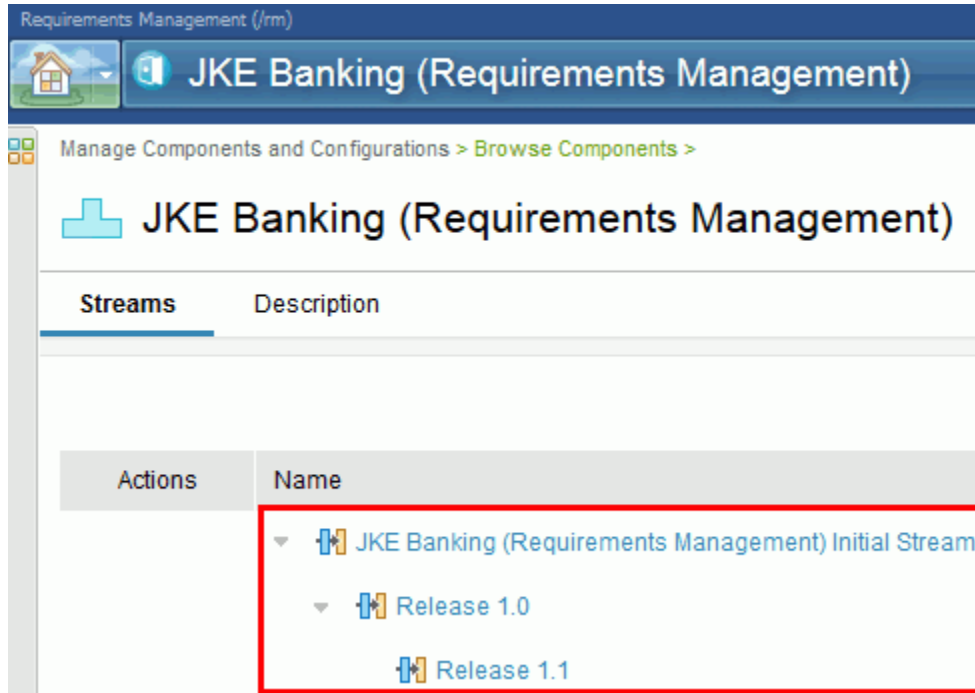 Requirements Management (/rm)
JKE Banking (Requirements Management)
Manage Components and Configurations > Browse Components >
JKE Banking (Requirements Management)
Streams Description
Actions Name
JKE Banking (Requirements Management) Initial Stream
Release 1.0
Release 1.1